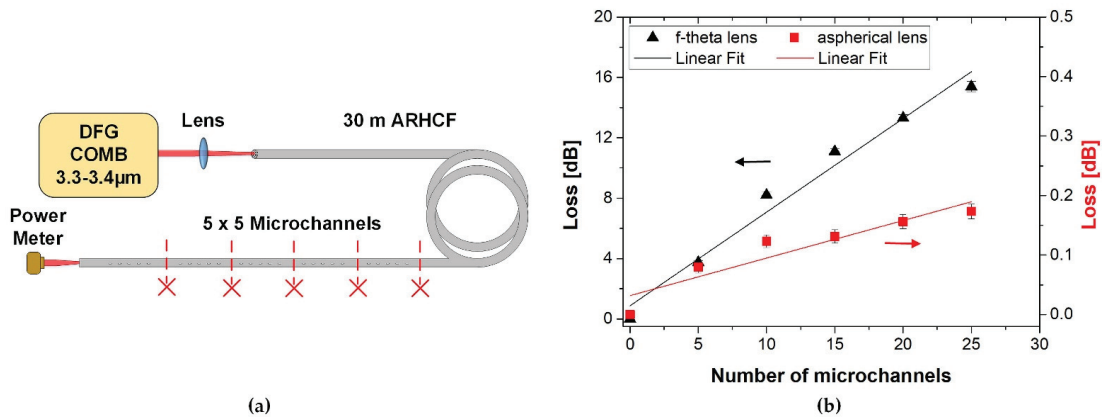 DFG
COMB
3.3-3.4µm
Lens
30 m ARHCF
Power
Meter
5 x 5 Microchannels
(a)
f-theta lens
aspherical lens
Linear Fit
Linear Fit
Loss [dB]
20
16
12
8
4
0
Loss [dB]
0.5
0.4
0.3
0.2
0.1
0.0
0
5
10
15
20
25
30
Number of microchannels
(b)